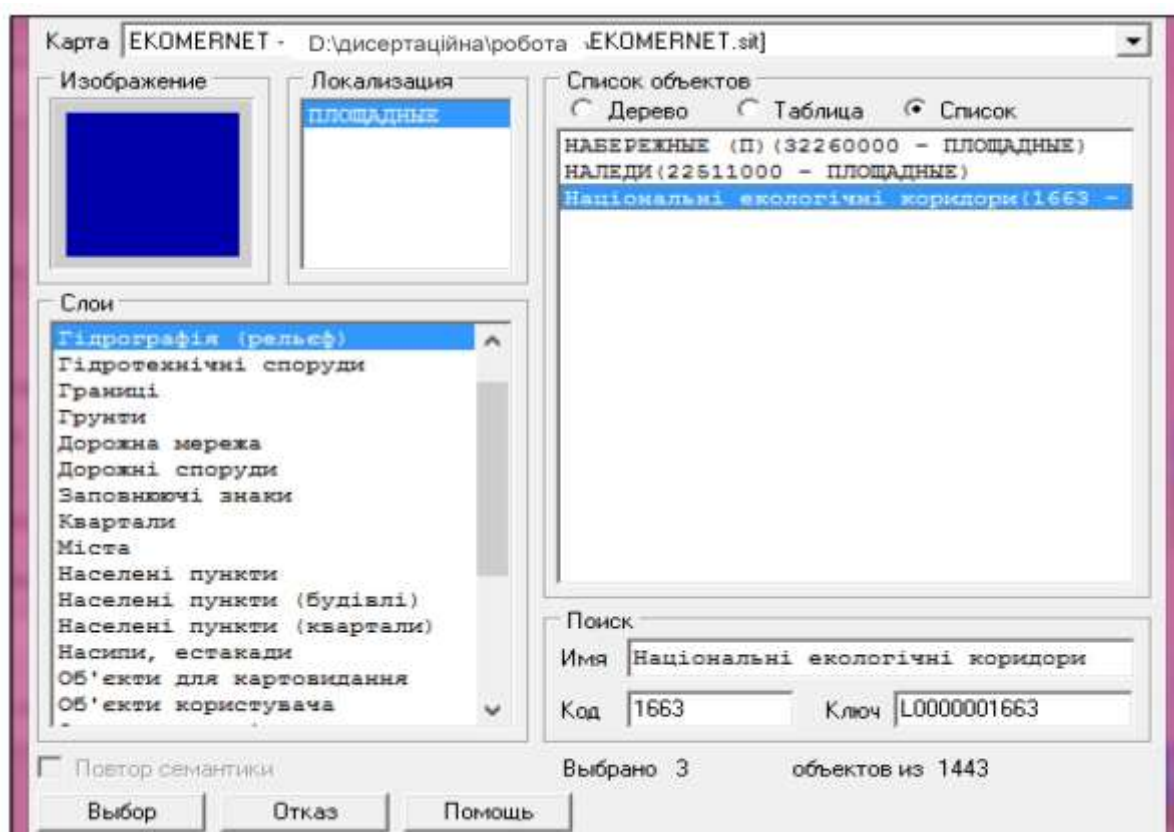 Карта EKOMERNET - D:\дисертаційна\робота \EKOMERNET.sit]
Изображение
Локализация
ПЛОЩАДНЫЕ
Список объектов
Дерево Таблица Список
НАБЕРЕЖНЫЕ (П)(32260000 - ПЛОЩАДНЫЕ)
НАЛЕДИ(22511000 - ПЛОЩАДНЫЕ)
Національні екологічні коридори(1663 -
Слои
Гідрографія (рельєф)
Гідротехнічні споруди
Границі
Грунти
Дорожна мережа
Дорожні споруди
Заповнюючі знаки
Квартали
Міста
Населені пункти
Населені пункти (будівлі)
Населені пункти (квартали)
Насипи, естакади
Об'єкти для картовидання
Об'єкти користувача
Поиск
Имя Національні екологічні коридори
Код 1663 Ключ L0000001663
Повтор семантики
Выбрано 3 объектов из 1443
Выбор Отказ Помощь